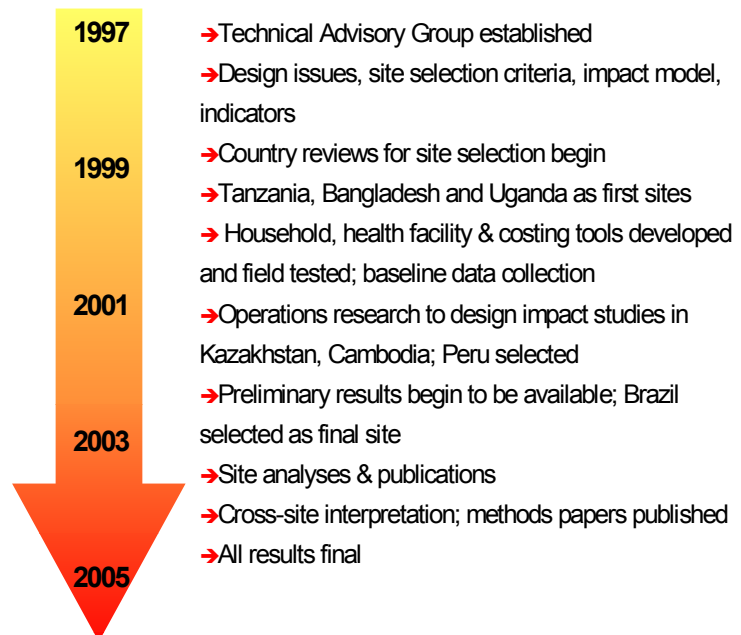 1997
➔Technical Advisory Group established
➔Design issues, site selection criteria, impact model,
indicators
1999
➔Country reviews for site selection begin
➔Tanzania, Bangladesh and Uganda as first sites
➔ Household, health facility & costing tools developed
and field tested; baseline data collection
2001
➔Operations research to design impact studies in
Kazakhstan, Cambodia; Peru selected
➔Preliminary results begin to be available; Brazil
2003
selected as final site
➔Site analyses & publications
➔Cross-site interpretation; methods papers published
➔All results final
2005